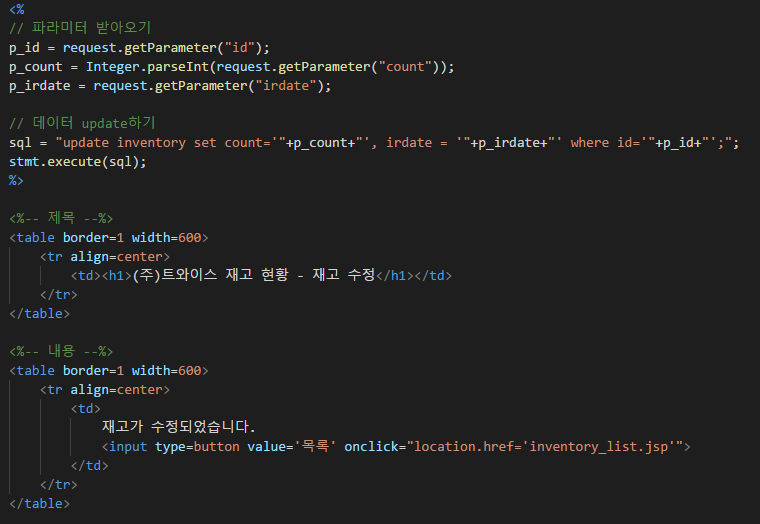 <%
// 파라미터 받아오기
p_id = request.getParameter("id");
p_count = Integer.parseInt(request.getParameter("count"));
p_irdate = request.getParameter("irdate");
// 데이터 update하기
sql = "update inventory set count='"+p_count+"', irdate = '"+p_irdate+"' where id='"+p_id+"';";
stmt.execute(sql);
%>
<%-- 제목 --%>
<table border=1 width=600>
<tr align=center>
<td><h1>(주)트와이스 재고 현황 - 재고 수정</h1></td>
</tr>
</table>
<%-- 내용 --%>
<table border=1 width=600>
<tr align=center>
<td>
재고가 수정되었습니다.
<input type=button value='목록' onclick="location.href='inventory_list.jsp'">
</td>
</tr>
</table>